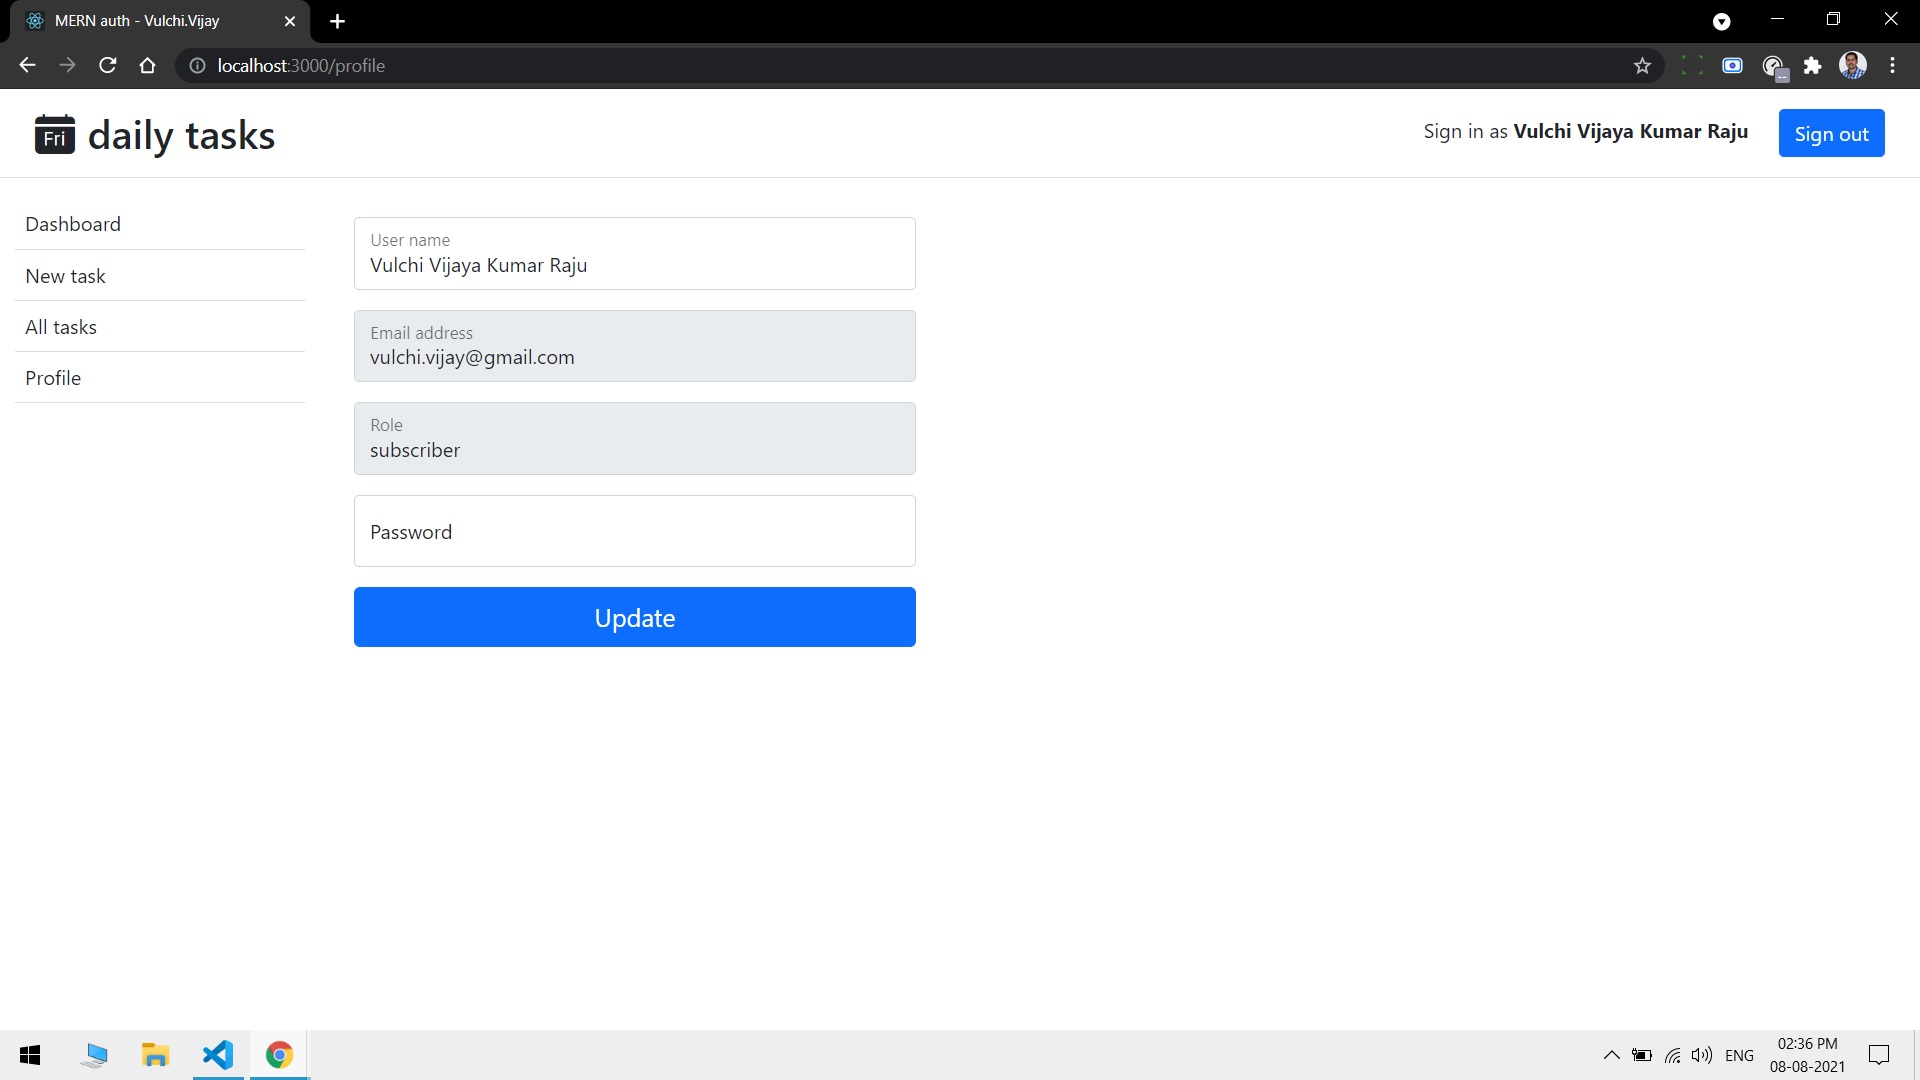 MERN auth - Vulchi.Vijay
localhost:3000/profile
Fri daily tasks
Sign in as Vulchi Vijaya Kumar Raju
Sign out
Dashboard
New task
All tasks
Profile
User name
Vulchi Vijaya Kumar Raju
Email address
vulchi.vijay@gmail.com
Role
subscriber
Password
Update
ENG
02:36 PM
08-08-2021